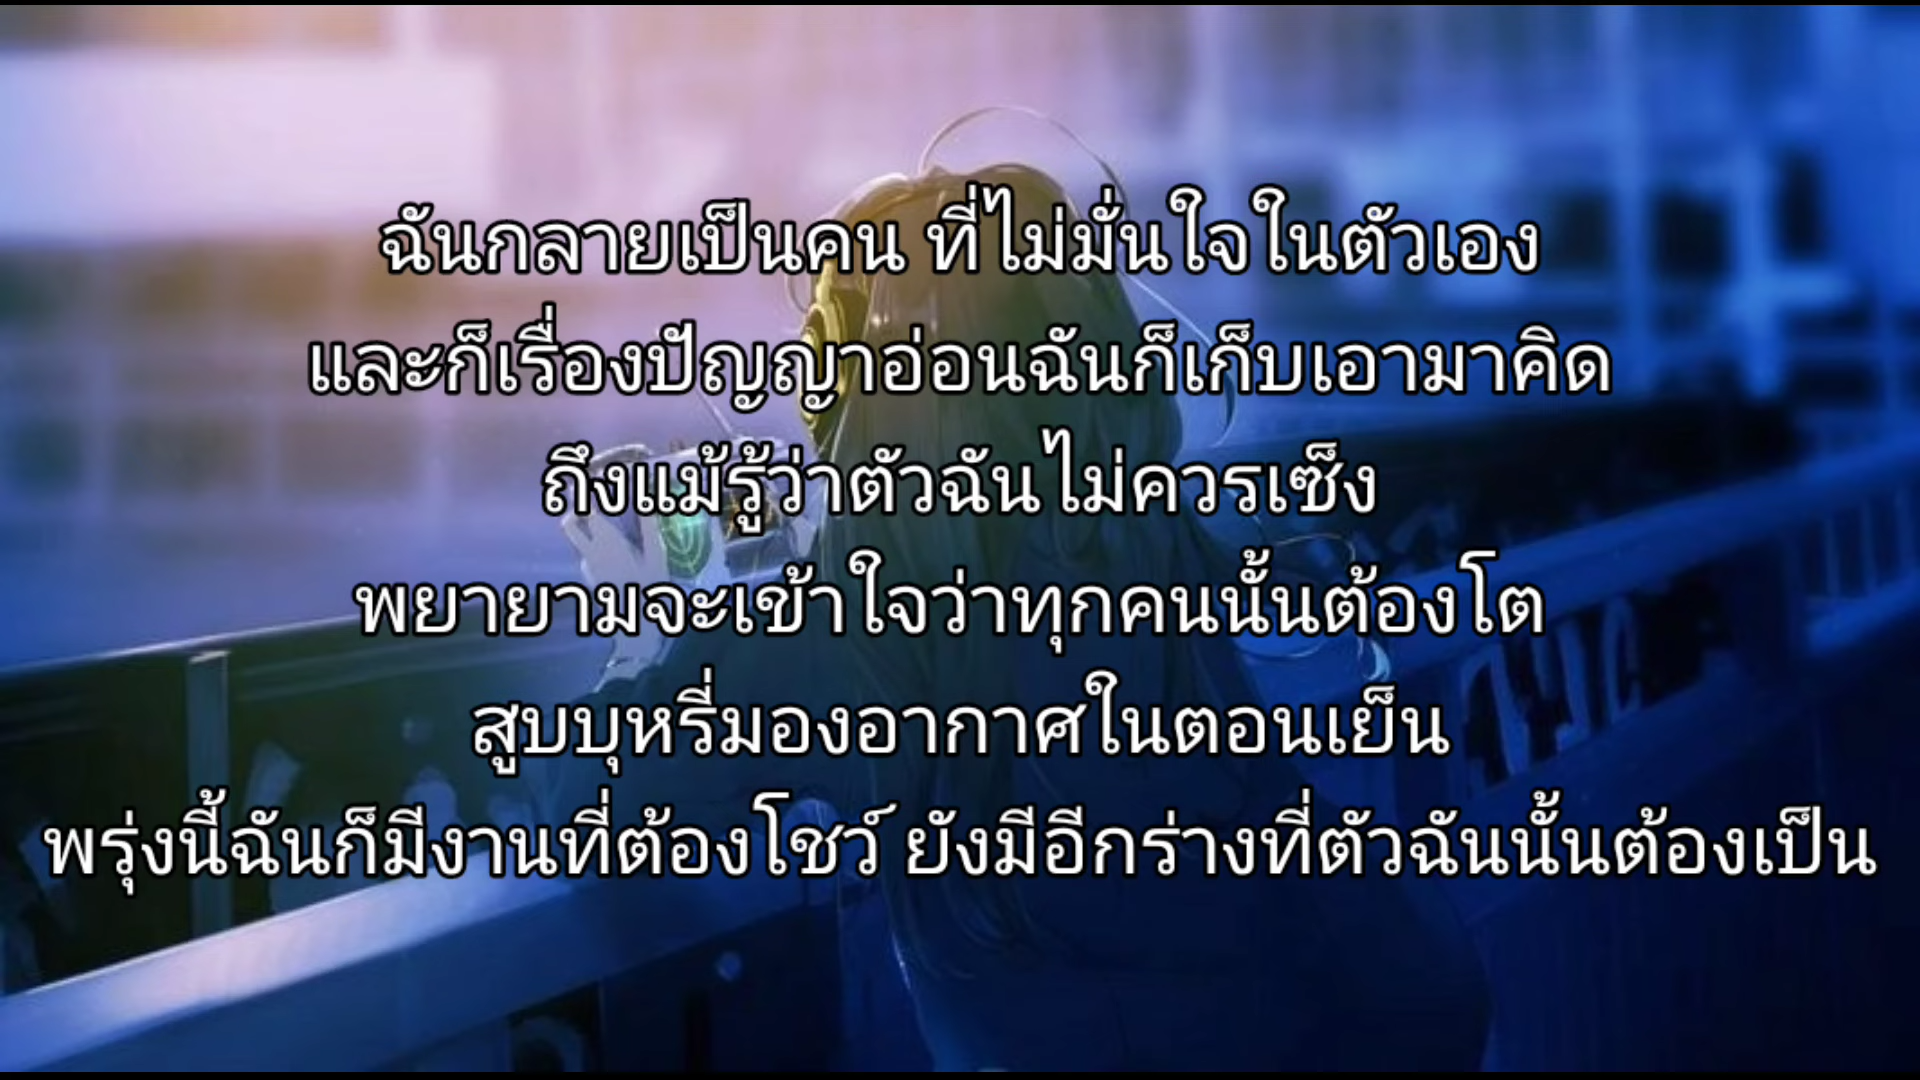 ฉันกลายเป็นคน ที่ไม่มั่นใจในตัวเอง
และก็เรื่องปัญญาอ่อนฉันก็เก็บเอามาคิด
ถึงแม้รู้ว่าตัวฉันไม่ควรเซ็ง
พยายามจะเข้าใจว่าทุกคนนั้นต้องโต
สูบบุหรี่มองอากาศในตอนเย็น
พรุ่งนี้ฉันก็มีงานที่ต้องโชว์ ยังมีอีกร่างที่ตัวฉันนั้นต้องเป็น